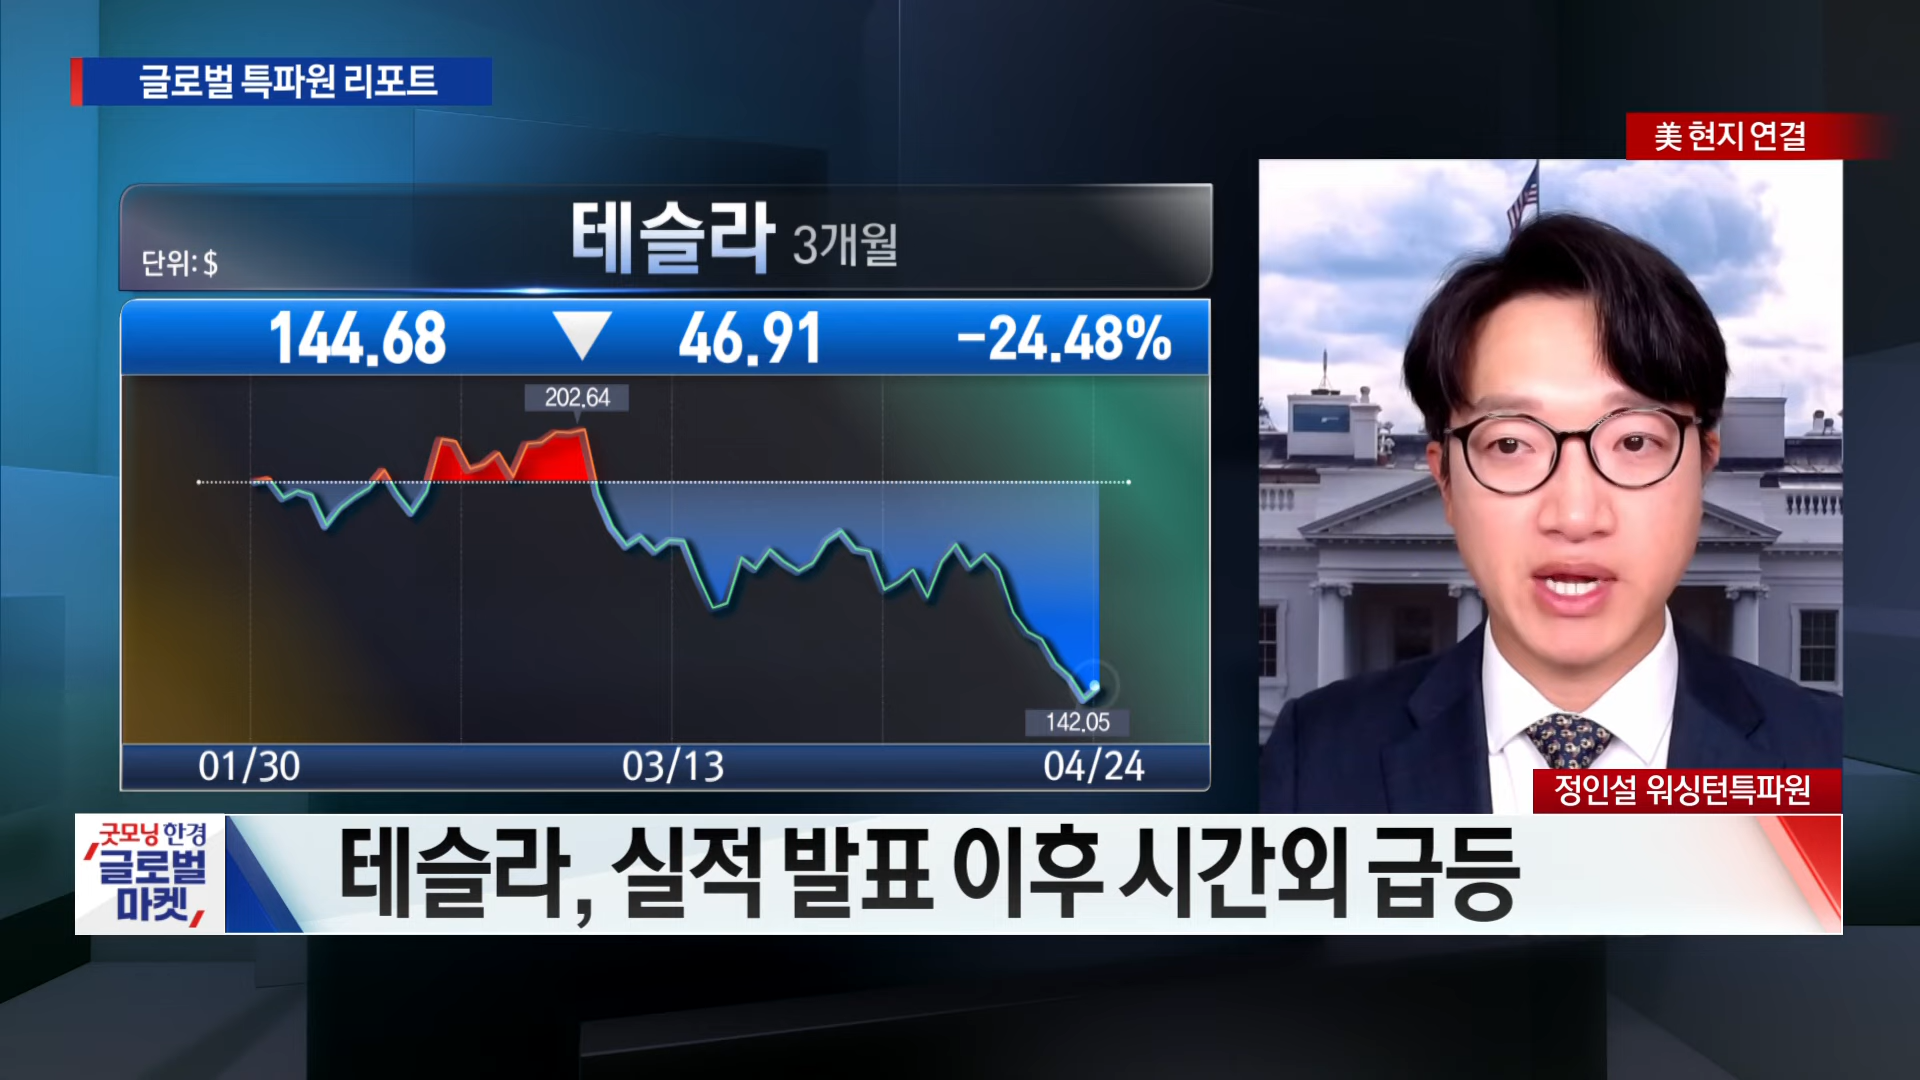 글로벌 특파원 리포트
美 현지 연결
테슬라 3개월
단위: $
144.68 ▼ 46.91 -24.48%
202.64
142.05
01/30 03/13 04/24
정인설 워싱턴특파원
굿모닝 한경
글로벌
마켓
테슬라, 실적 발표 이후 시간외 급등